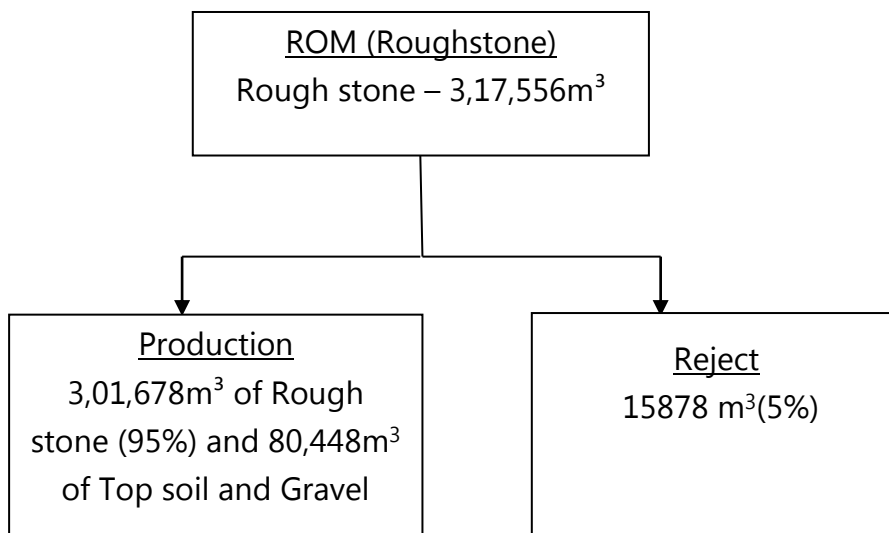 ROM (Roughstone)
Rough stone – 3,17,556m³
Production
3,01,678m³ of Rough
stone (95%) and 80,448m³
of Top soil and Gravel
Reject
15878 m³(5%)